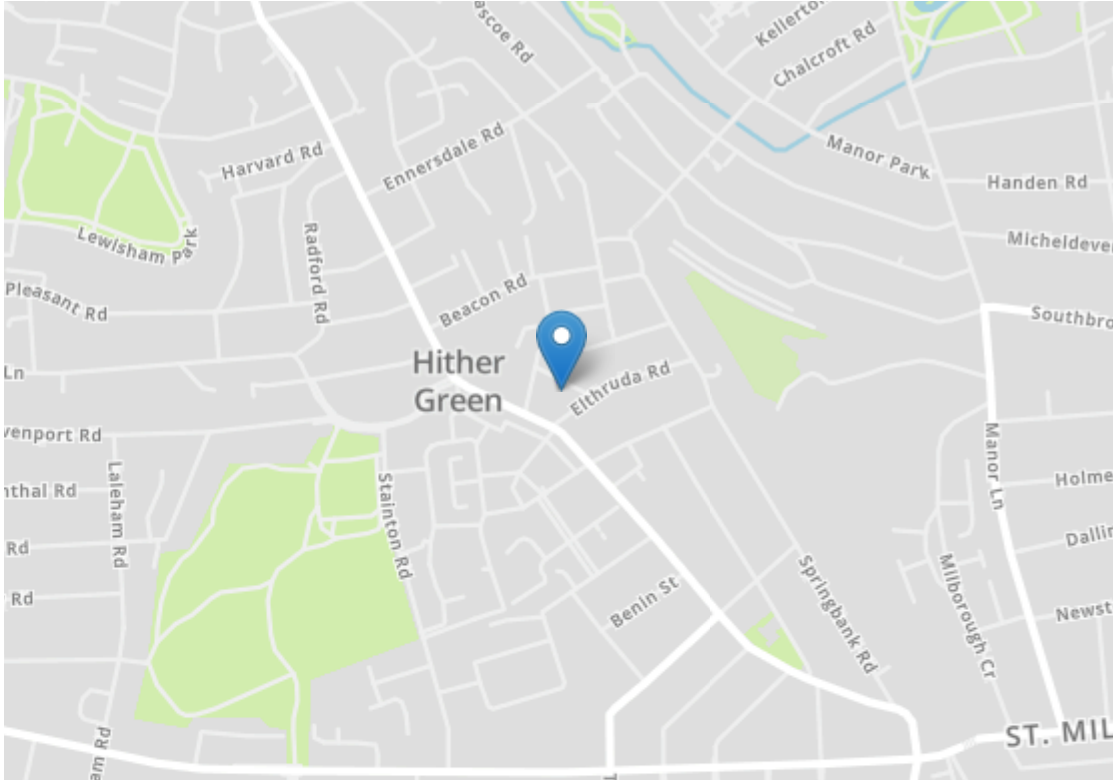 ascoe Rd
Kellerto
Chalcroft Rd
Harvard Rd
Ennersdale Rd
Manor Park
Handen Rd
Lewisham Park
Radford Rd
Micheldever
Pleasant Rd
Beacon Rd
Southbro
Hither
Green
Ln
Elthruda Rd
venport Rd
Laleham Rd
Stainton Rd
Manor Ln
nthal Rd
Holme
Rd
Dallin
Springbank Rd
Milborough Cr
Rd
Benin St
Newst
am Rd
ST. MIL